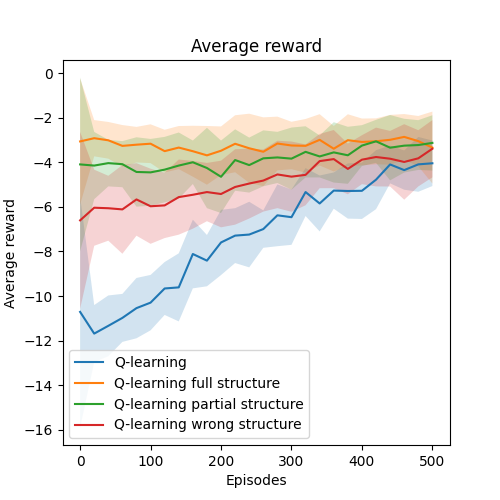 Average reward
0
−2
−4
−6
−8
−10
−12
−14
−16
Average reward
Q-learning
Q-learning full structure
Q-learning partial structure
Q-learning wrong structure
0
100
200
300
400
500
Episodes